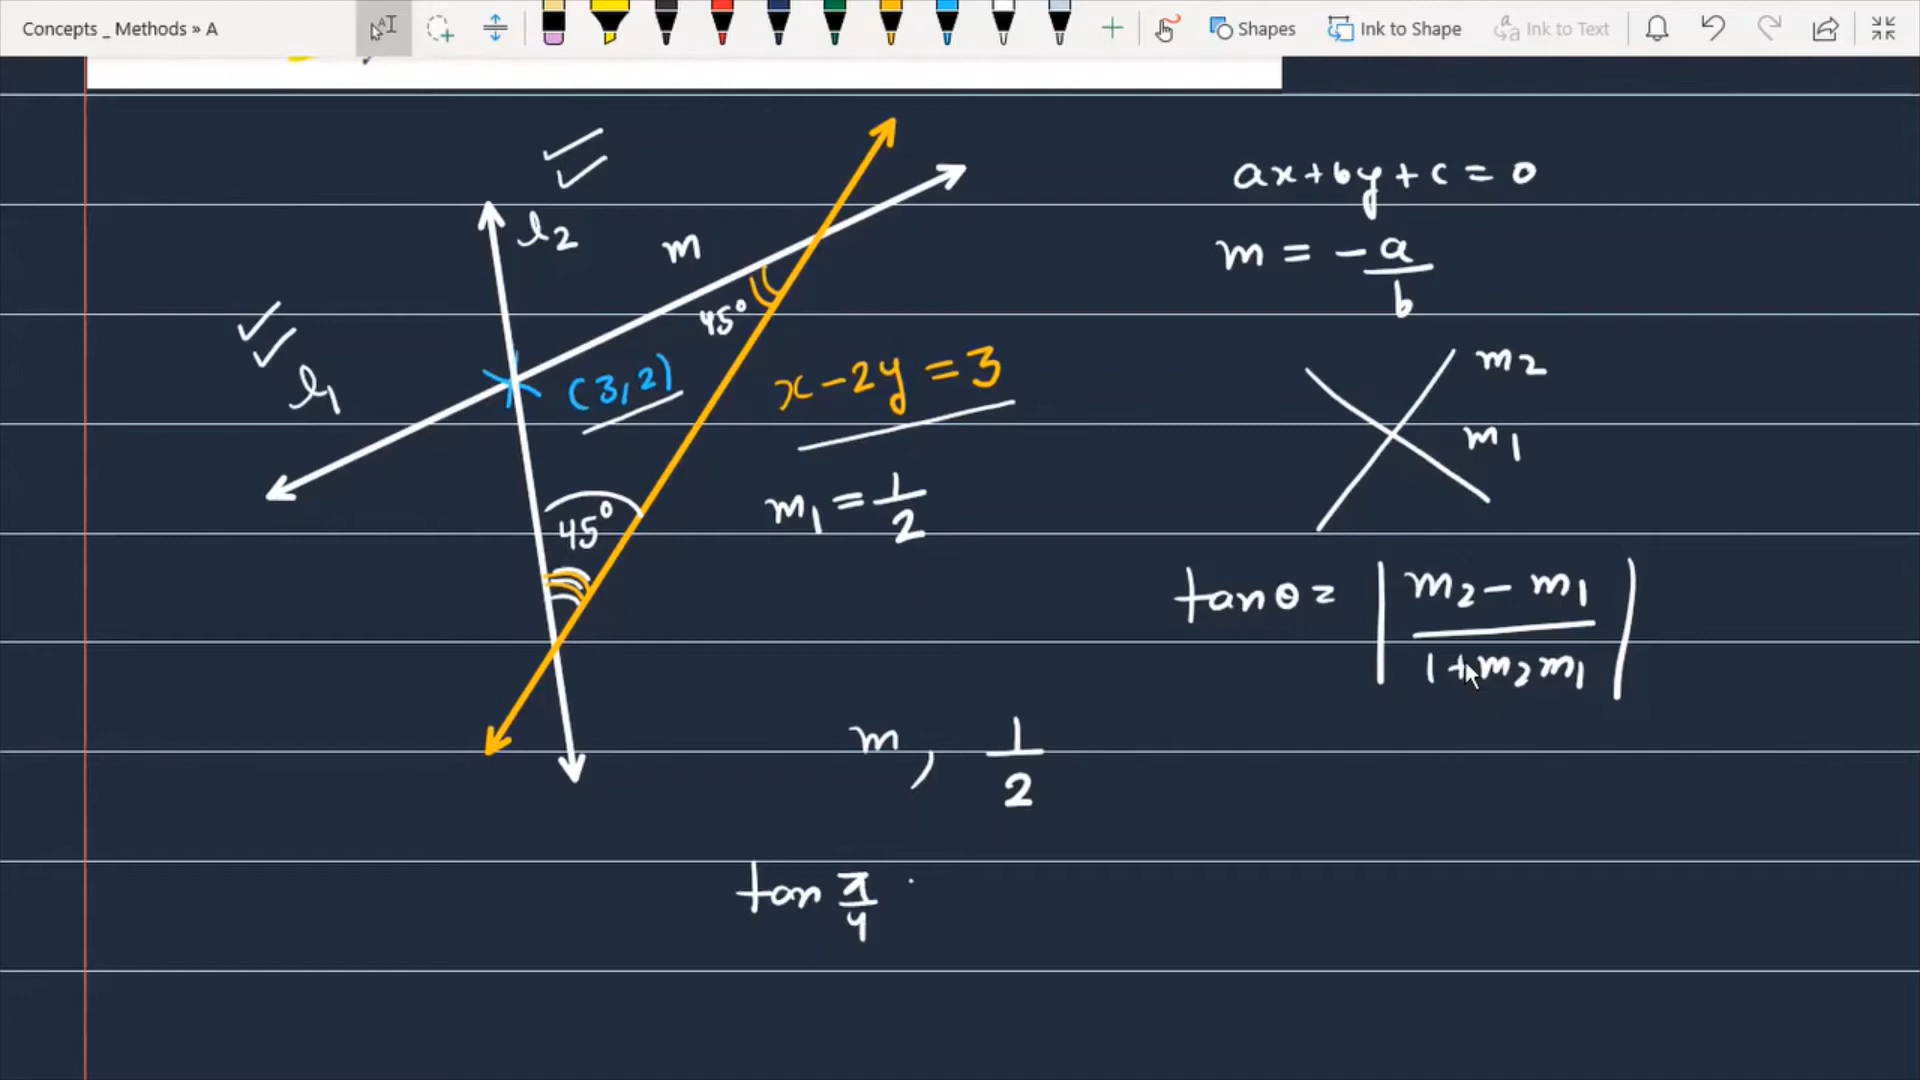 Concepts _ Methods » A
Shapes
Ink to Shape
Ink to Text
l2
m
45°
l1
(3,2)
x-2y = 3
m1 = 1/2
45°
m, 1/2
tan π/4
ax+by+c = 0
m = -a/b
m2
m1
tanθ = | m2 - m1 / 1+m2m1 |